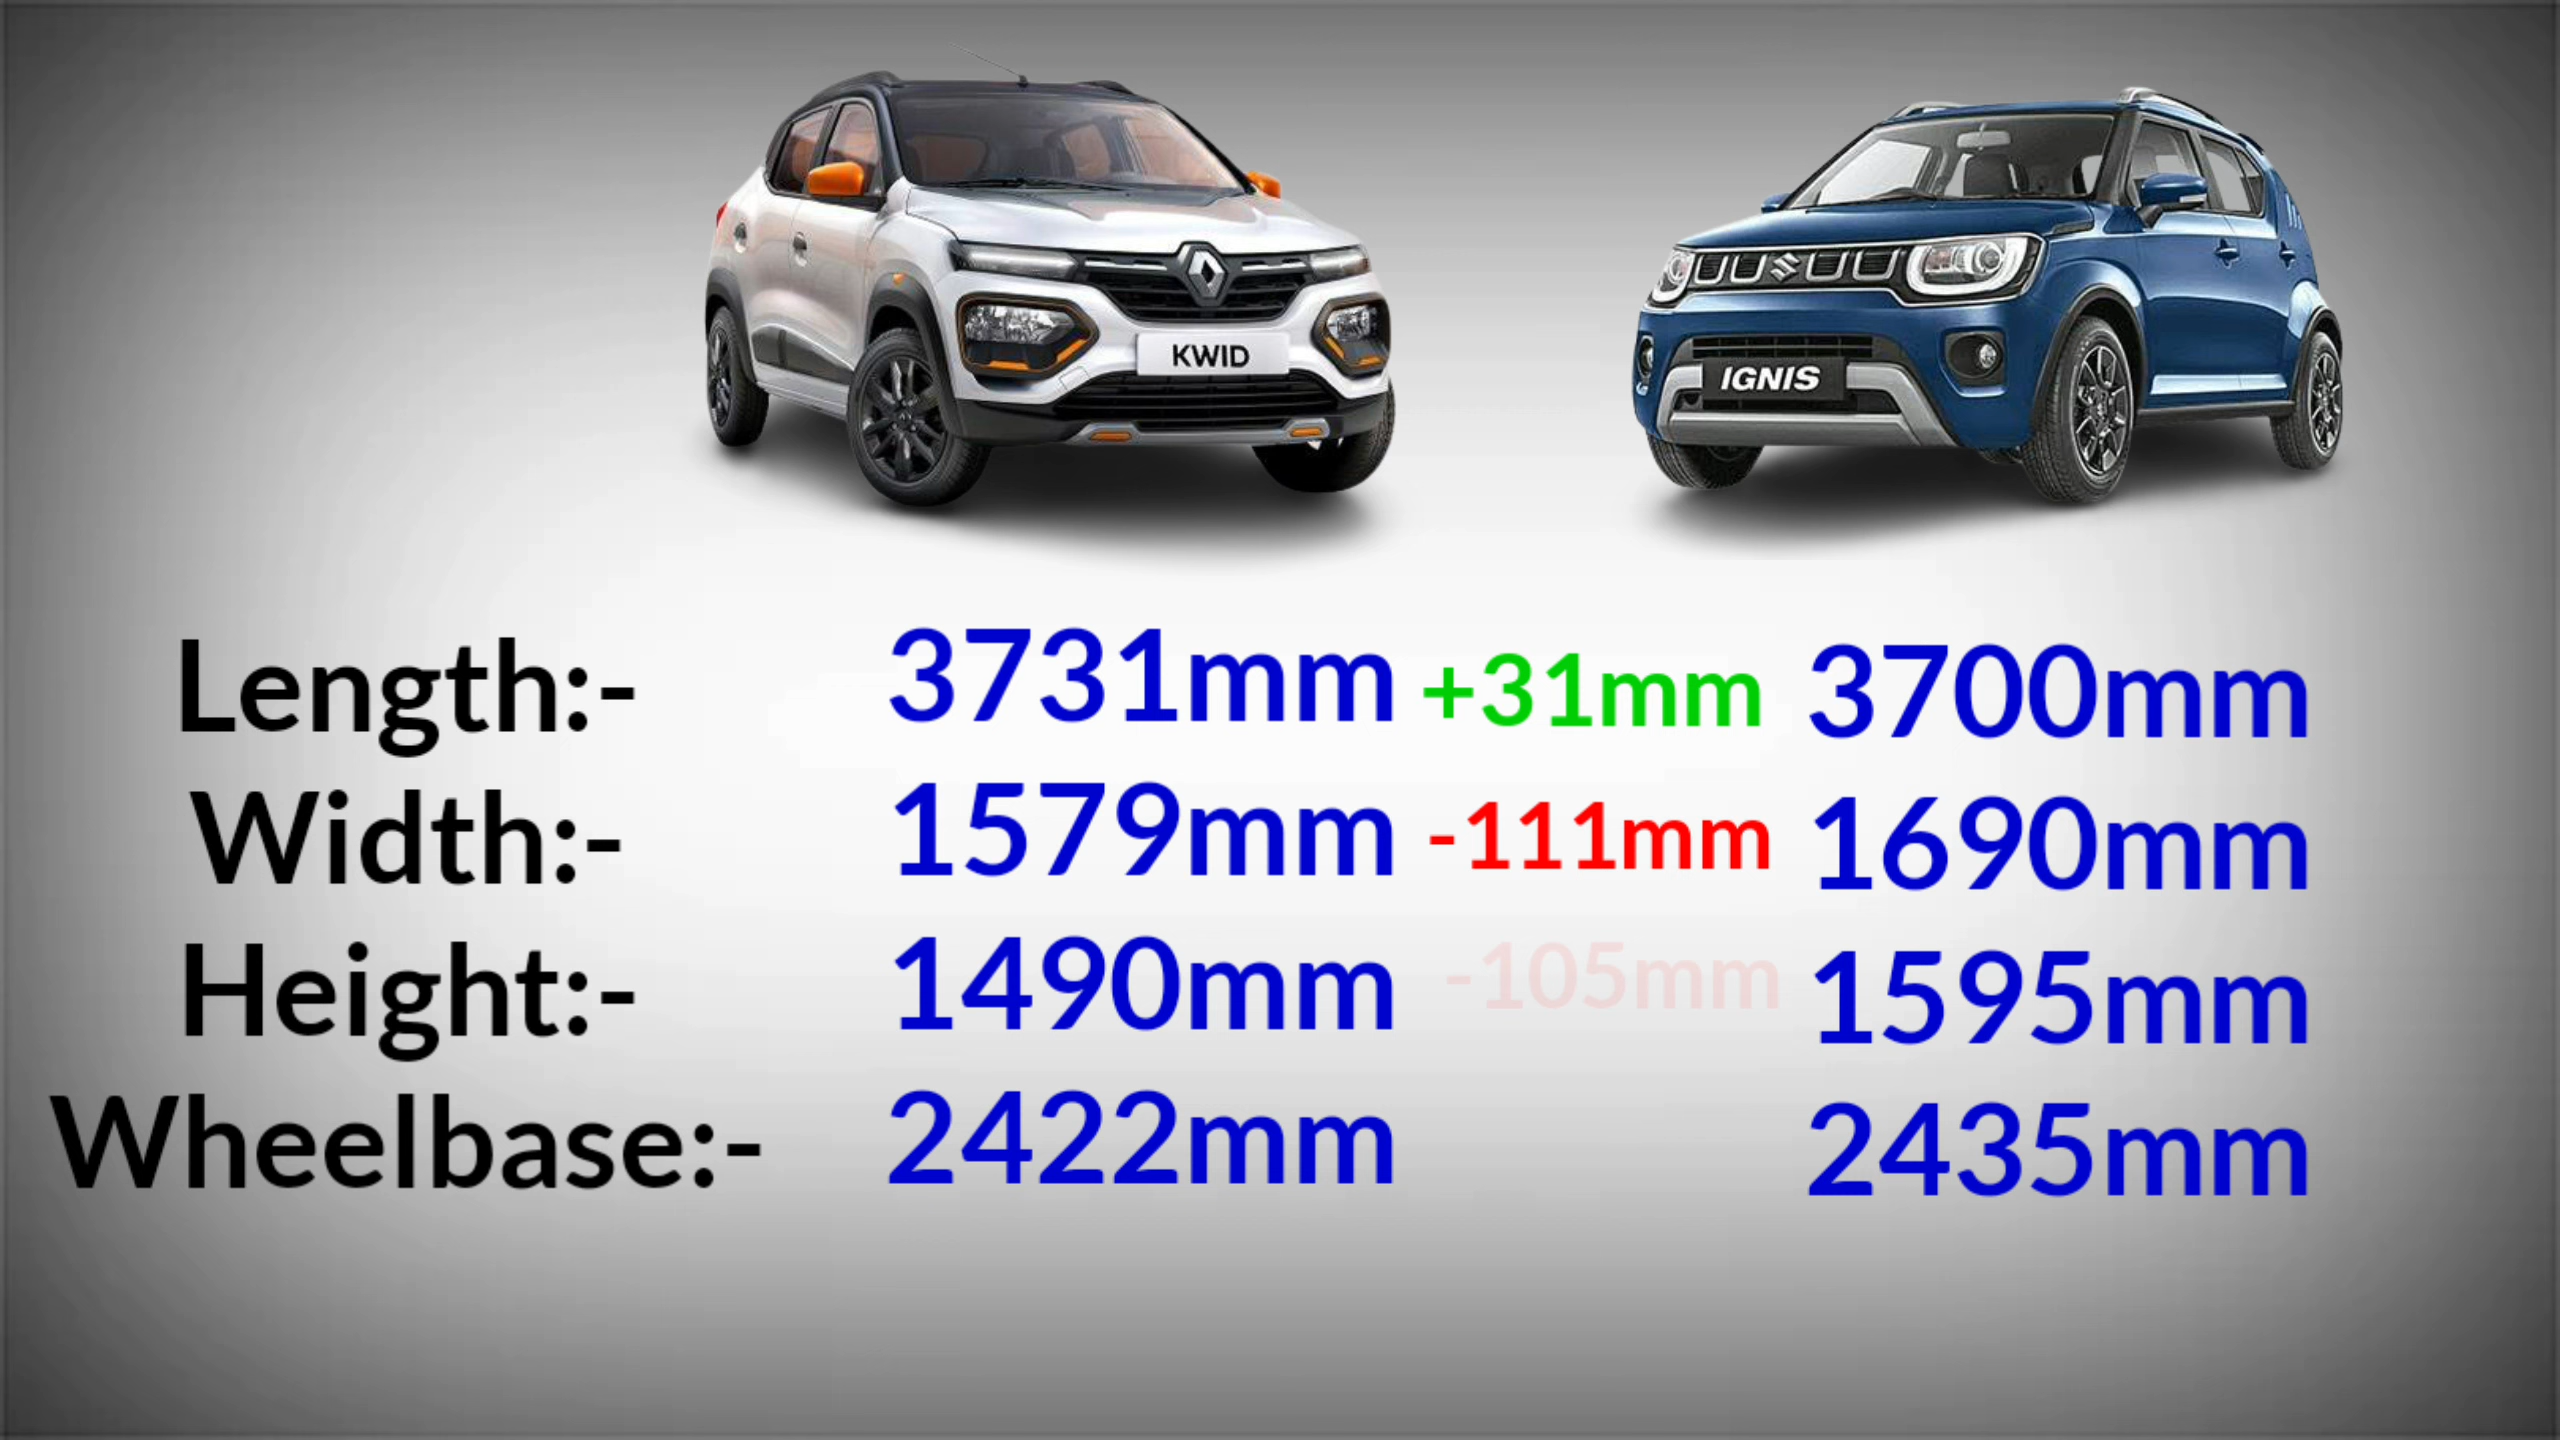 KWID
IGNIS
Length:- 3731mm +31mm 3700mm
Width:- 1579mm -111mm 1690mm
Height:- 1490mm -105mm 1595mm
Wheelbase:- 2422mm 2435mm